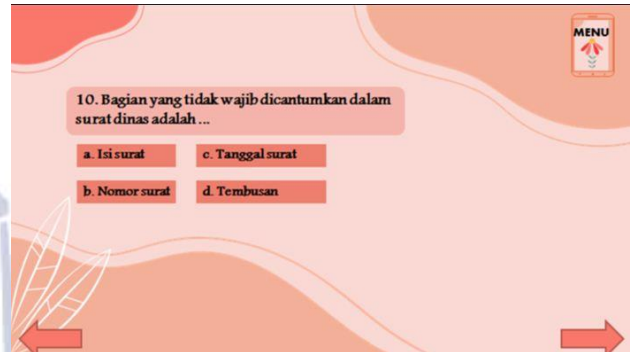 MENU
10. Bagian yang tidak wajib dicantumkan dalam
surat dinas adalah ...
a. Isi surat
c. Tanggal surat
b. Nomor surat
d. Tembusan